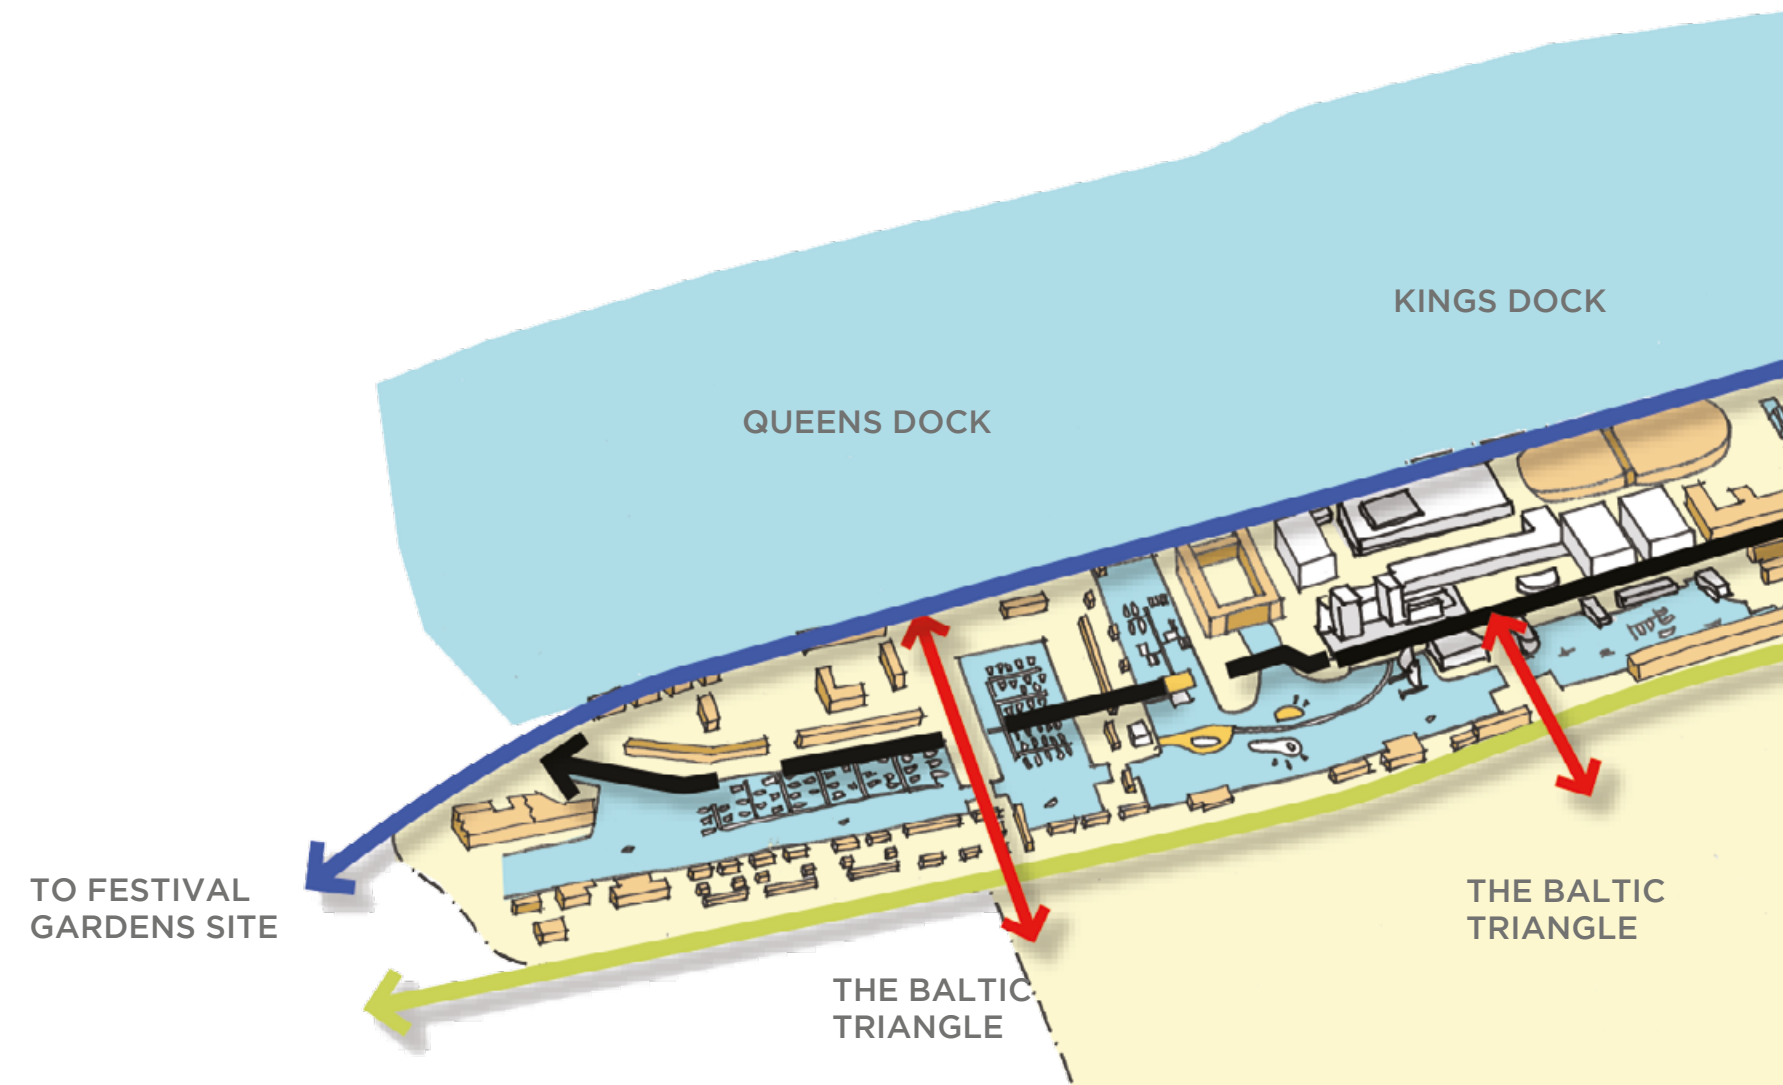 KINGS DOCK
QUEENS DOCK
TO FESTIVAL
GARDENS SITE
THE BALTIC
TRIANGLE
THE BALTIC
TRIANGLE